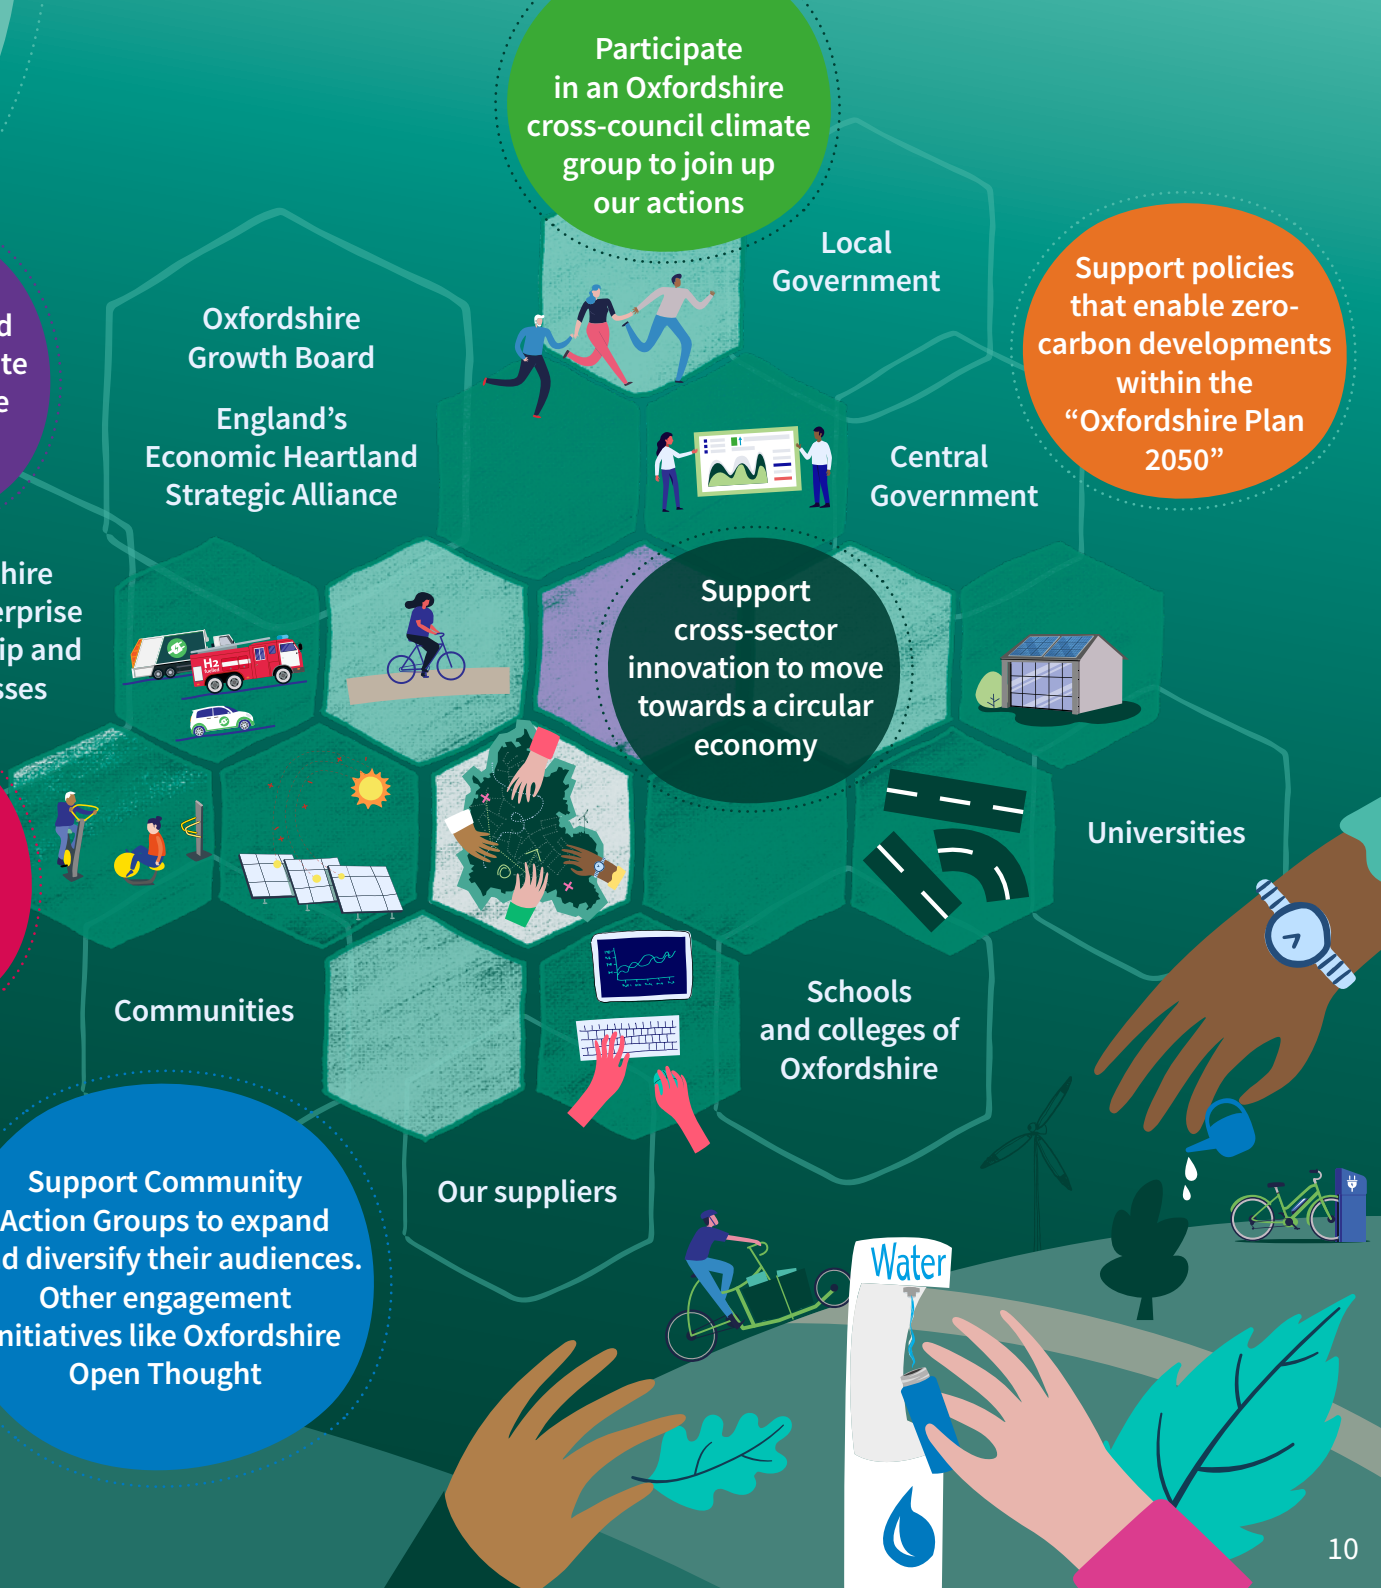 Participate
in an Oxfordshire
cross-council climate
group to join up
our actions
Local
Government
Support policies
that enable zero-
carbon developments
within the
“Oxfordshire Plan
2050”
Oxfordshire
Growth Board
England’s
Economic Heartland
Strategic Alliance
d
te
e
Central
Government
hire
erprise
ip and
sses
Support
cross-sector
innovation to move
towards a circular
economy
H2
Universities
Communities
Schools
and colleges of
Oxfordshire
Our suppliers
Support Community
Action Groups to expand
d diversify their audiences.
Other engagement
nitiatives like Oxfordshire
Open Thought
Water
10